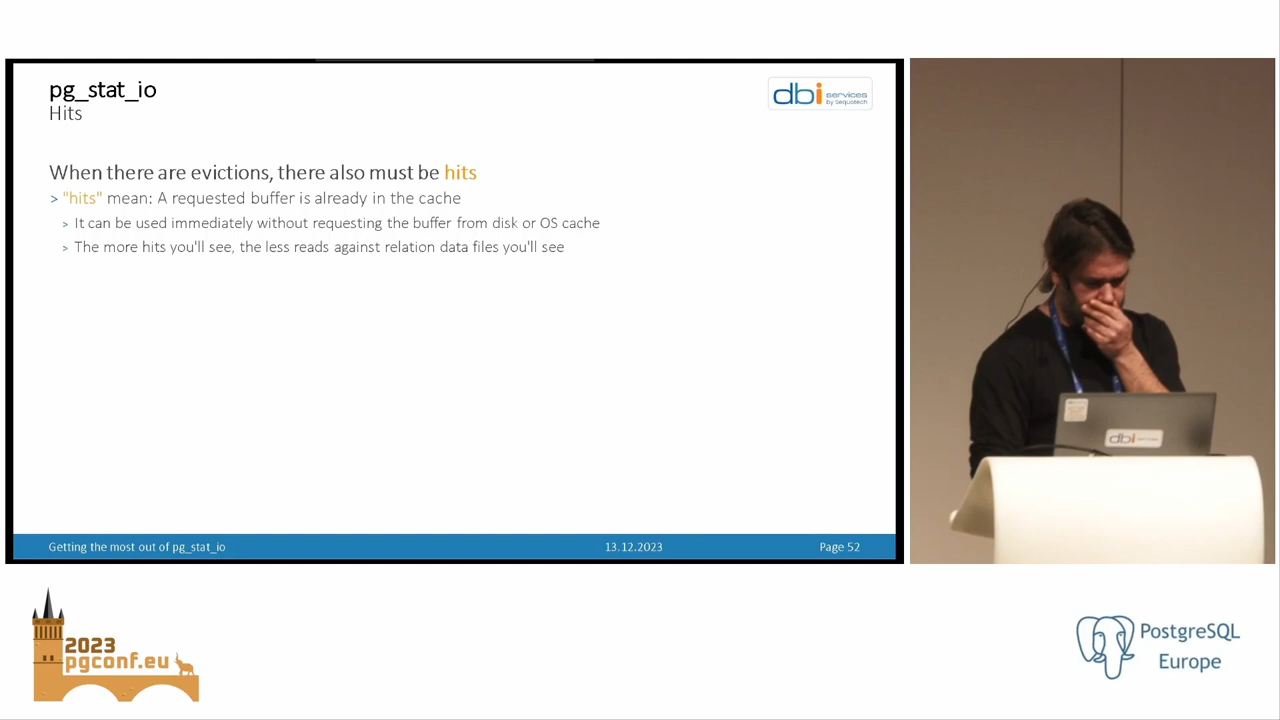 pg_stat_io
Hits
dbi services
by Sequotech
When there are evictions, there also must be hits
> "hits" mean: A requested buffer is already in the cache
> It can be used immediately without requesting the buffer from disk or OS cache
> The more hits you'll see, the less reads against relation data files you'll see
Getting the most out of pg_stat_io
13.12.2023
Page 52
dbi
2023
pgconf.eu
PostgreSQL
Europe